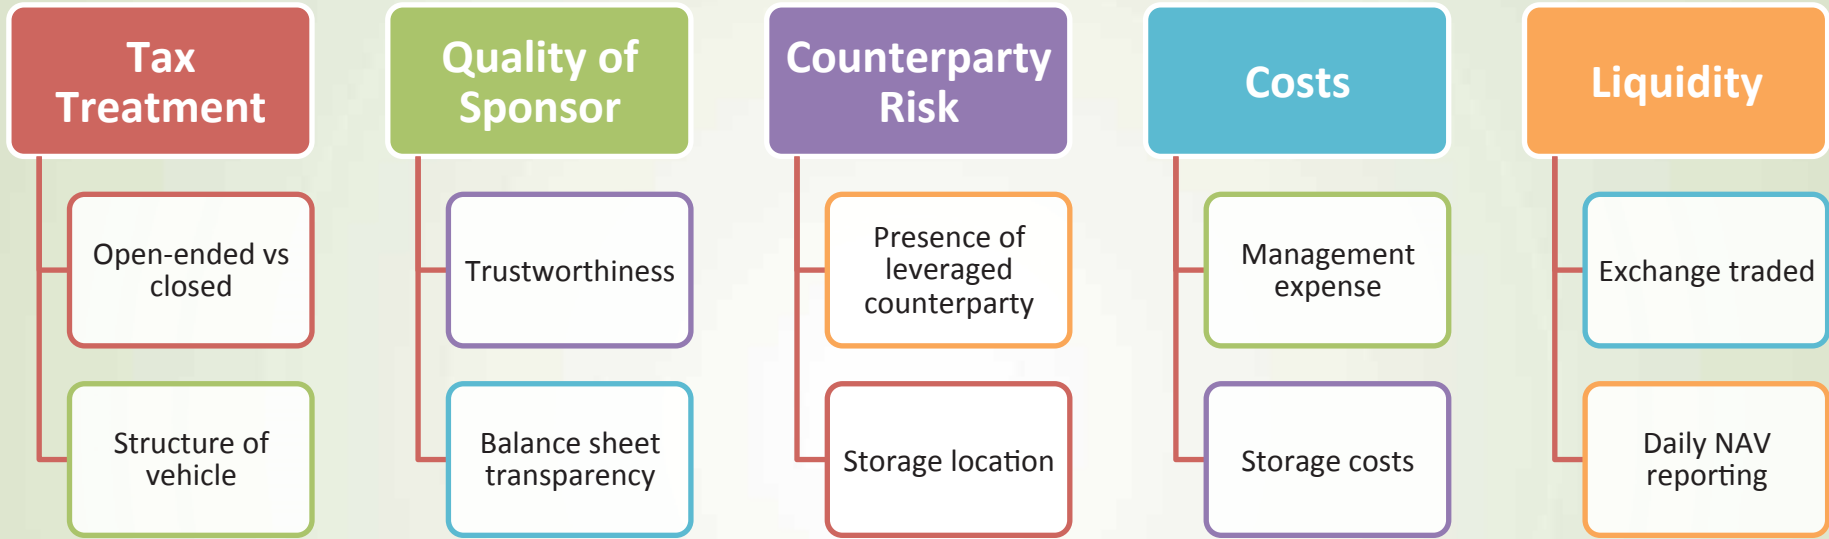 Tax
Treatment
Open-ended vs
closed
Structure of
vehicle
Quality of
Sponsor
Trustworthiness
Balance sheet
transparency
Counterparty
Risk
Presence of
leveraged
counterparty
Storage location
Costs
Management
expense
Storage costs
Liquidity
Exchange traded
Daily NAV
reporting